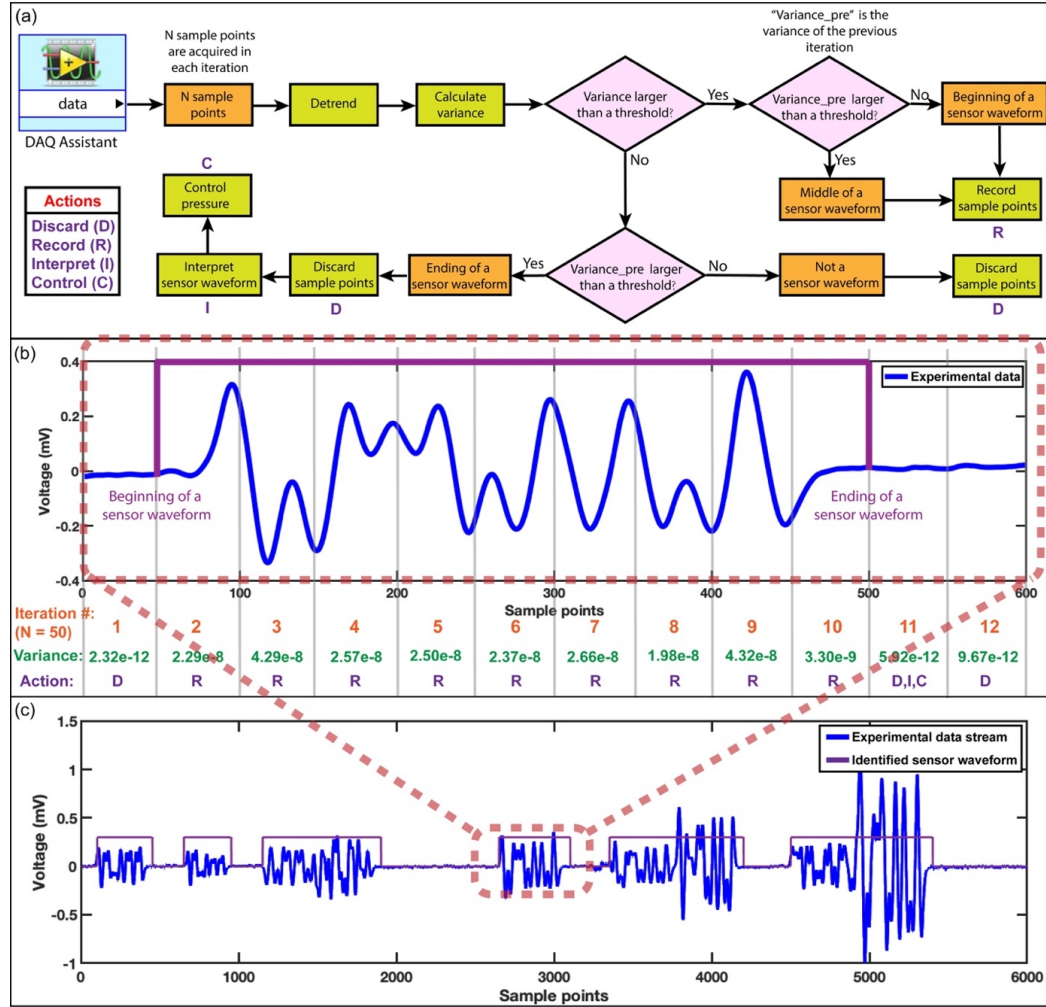 (a)
N sample points
are acquired in
each iteration
"Variance_pre" is the
variance of the previous
iteration
data
DAQ Assistant
N sample
points
Detrend
Calculate
variance
Variance larger
than a threshold?
Yes
Variance_pre larger
than a threshold?
No
Beginning of a
sensor waveform
No
Yes
Middle of a
sensor waveform
Record
sample points
R
C
Control
pressure
Actions
Discard (D)
Record (R)
Interpret (I)
Control (C)
Interpret
sensor waveform
I
Discard
sample points
D
Ending of a
sensor waveform
Yes
Variance_pre larger
than a threshold?
No
Not a
sensor waveform
Discard
sample points
D
(b)
0.4
0.2
0
-0.2
-0.4
Voltage (mV)
Experimental data
Beginning of a
sensor waveform
Ending of a
sensor waveform
0 100 200 300 400 500 600
Sample points
Iteration #:
(N = 50) 1 2 3 4 5 6 7 8 9 10 11 12
Variance: 2.32e-12 2.29e-8 4.29e-8 2.57e-8 2.50e-8 2.37e-8 2.66e-8 1.98e-8 4.32e-8 3.30e-9 5.92e-12 9.67e-12
Action: D R R R R R R R R R D,I,C D
(c)
1.5
1
0.5
0
-0.5
-1
Voltage (mV)
Experimental data stream
Identified sensor waveform
0 1000 2000 3000 4000 5000 6000
Sample points